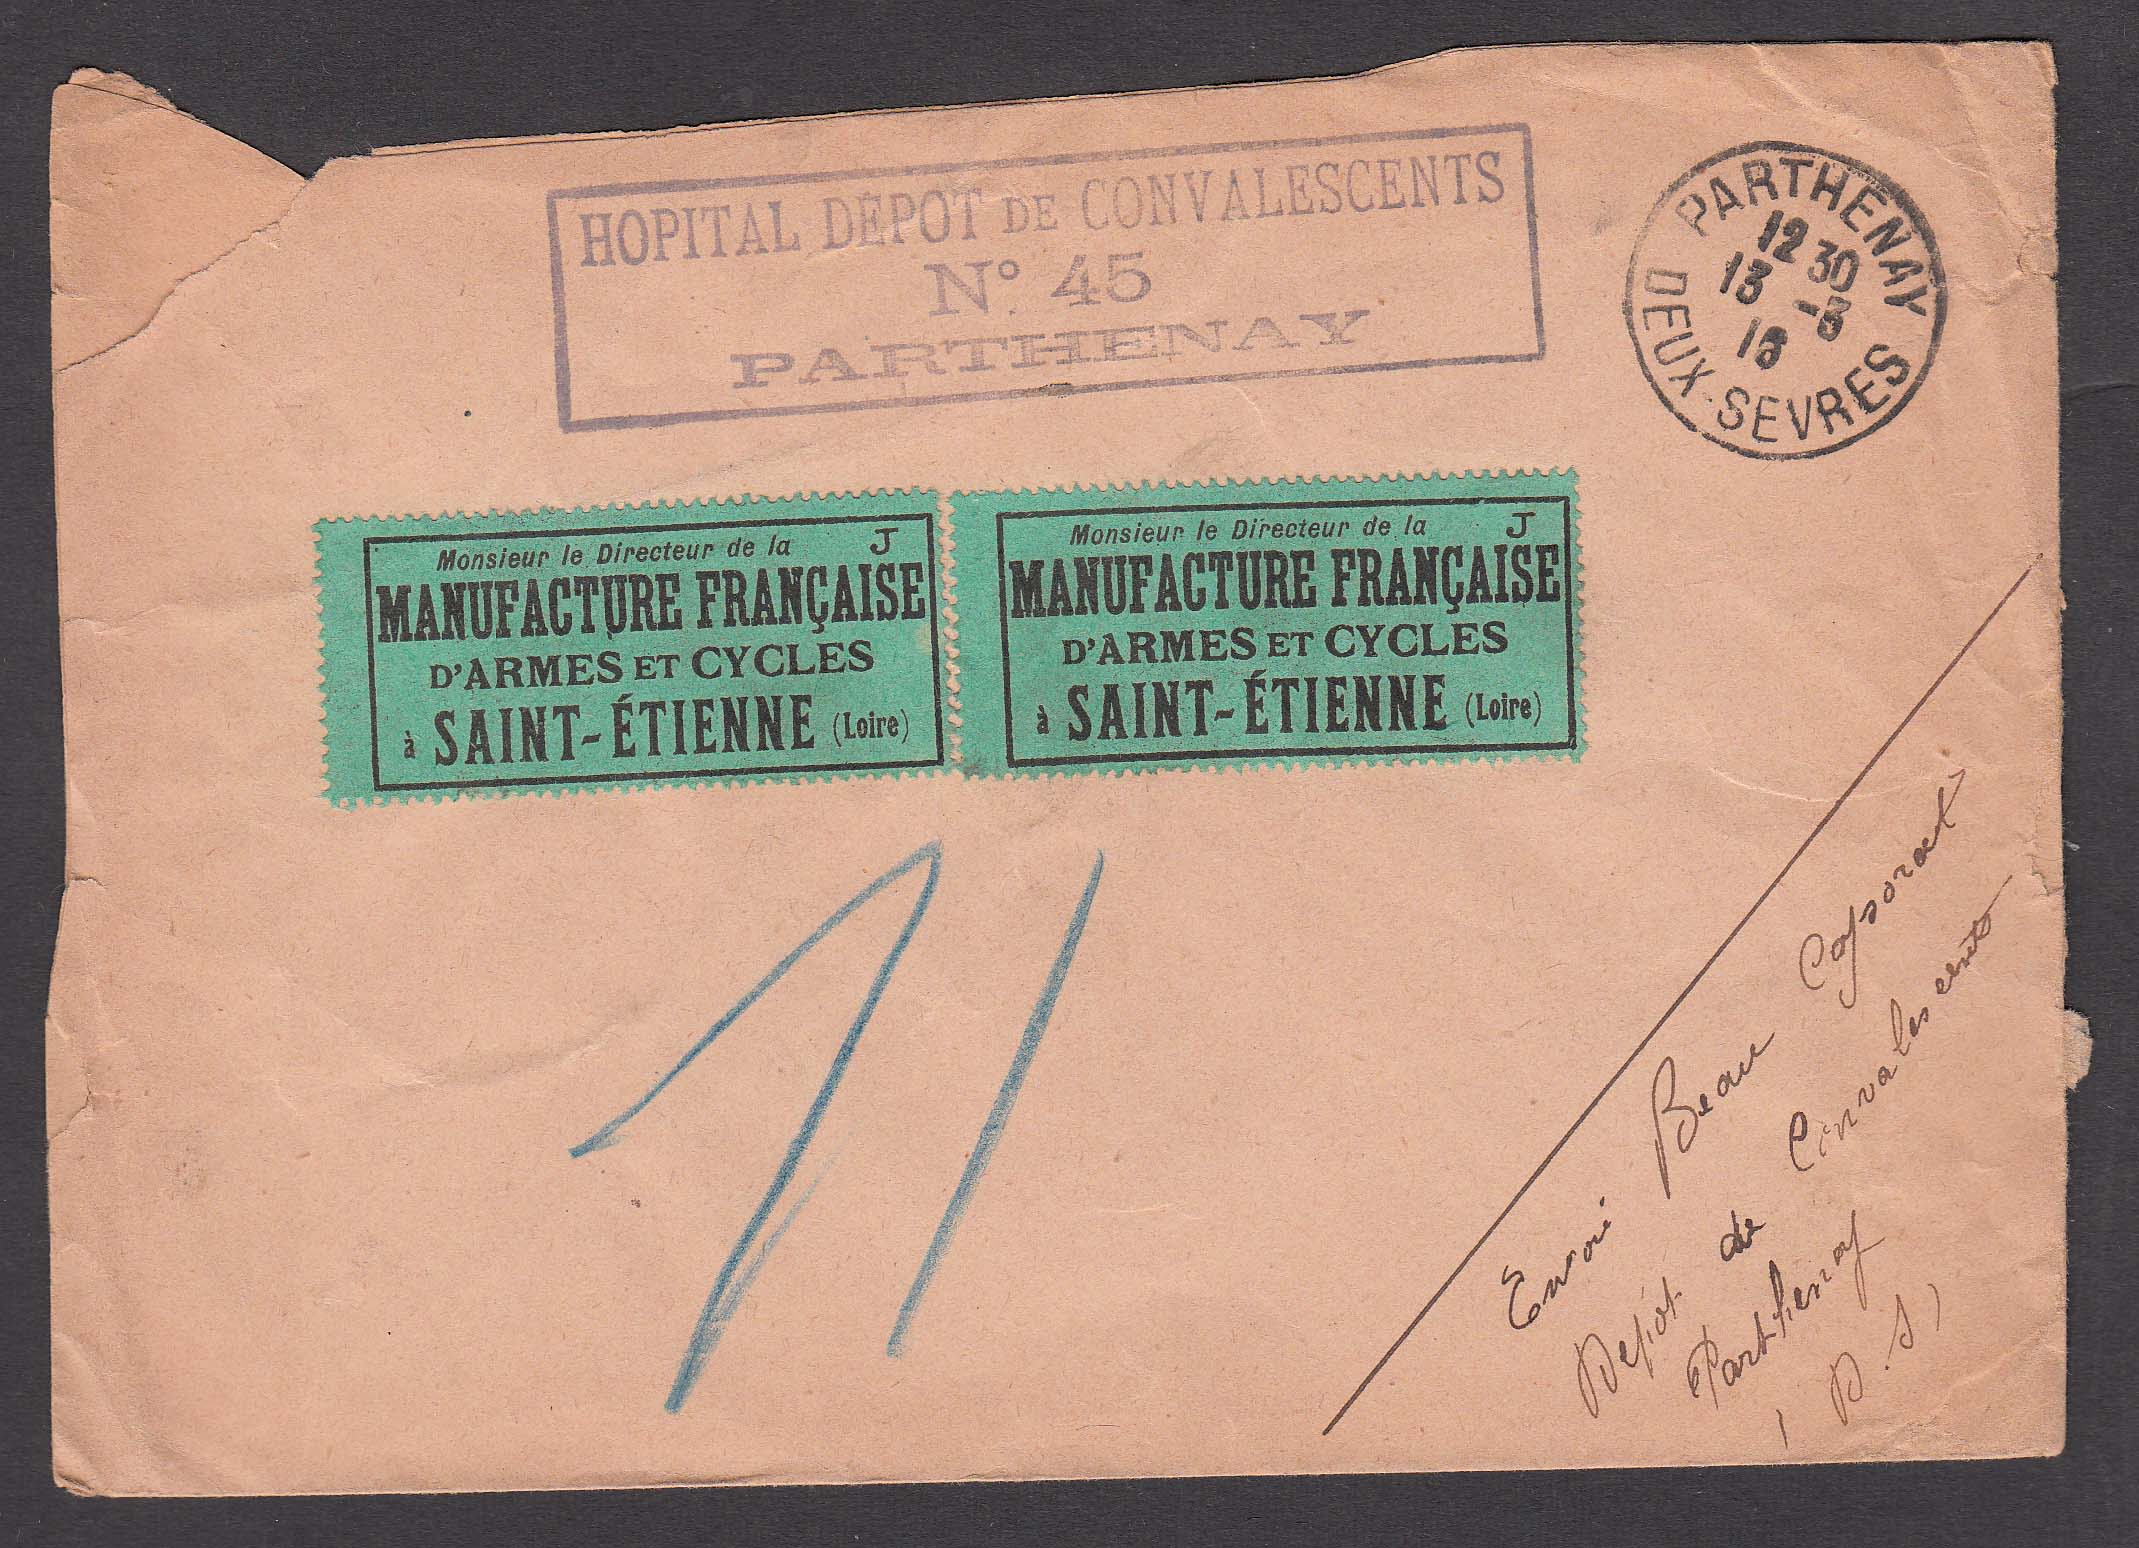 HOPITAL DÉPOT DE CONVALESCENTS
N° 45
PARTHENAY
PARTHENAY
12 30
13 -3
16
DEUX-SEVRES
Monsieur le Directeur de la J
MANUFACTURE FRANÇAISE
D'ARMES ET CYCLES
à SAINT-ÉTIENNE (Loire)
Monsieur le Directeur de la J
MANUFACTURE FRANÇAISE
D'ARMES ET CYCLES
à SAINT-ÉTIENNE (Loire)
11
Envoi Beau Caporal
Dépôt de Convalescents
Parthenay
( D. S )